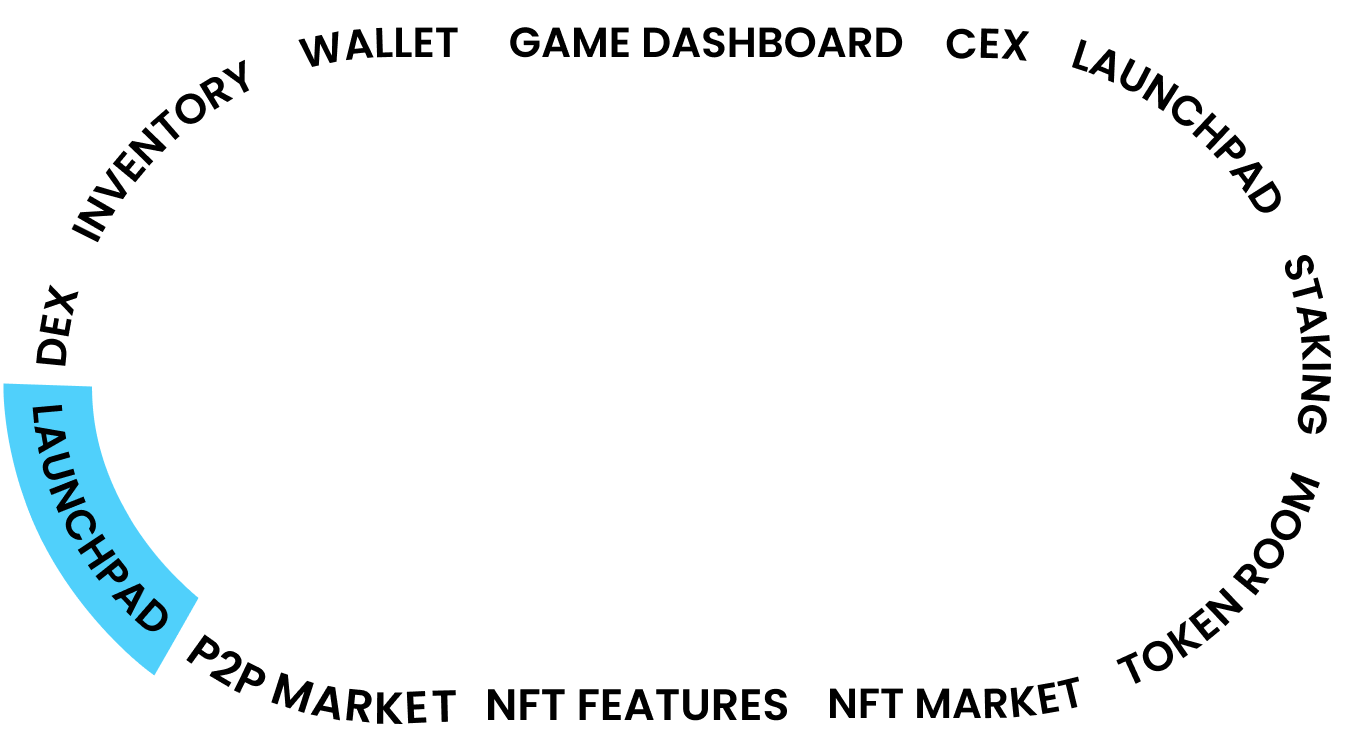 WALLET
GAME DASHBOARD
CEX
LAUNCHPAD
STAKING
TOKEN ROOM
NFT MARKET
NFT FEATURES
P2P MARKET
LAUNCHPAD
DEX
INVENTORY